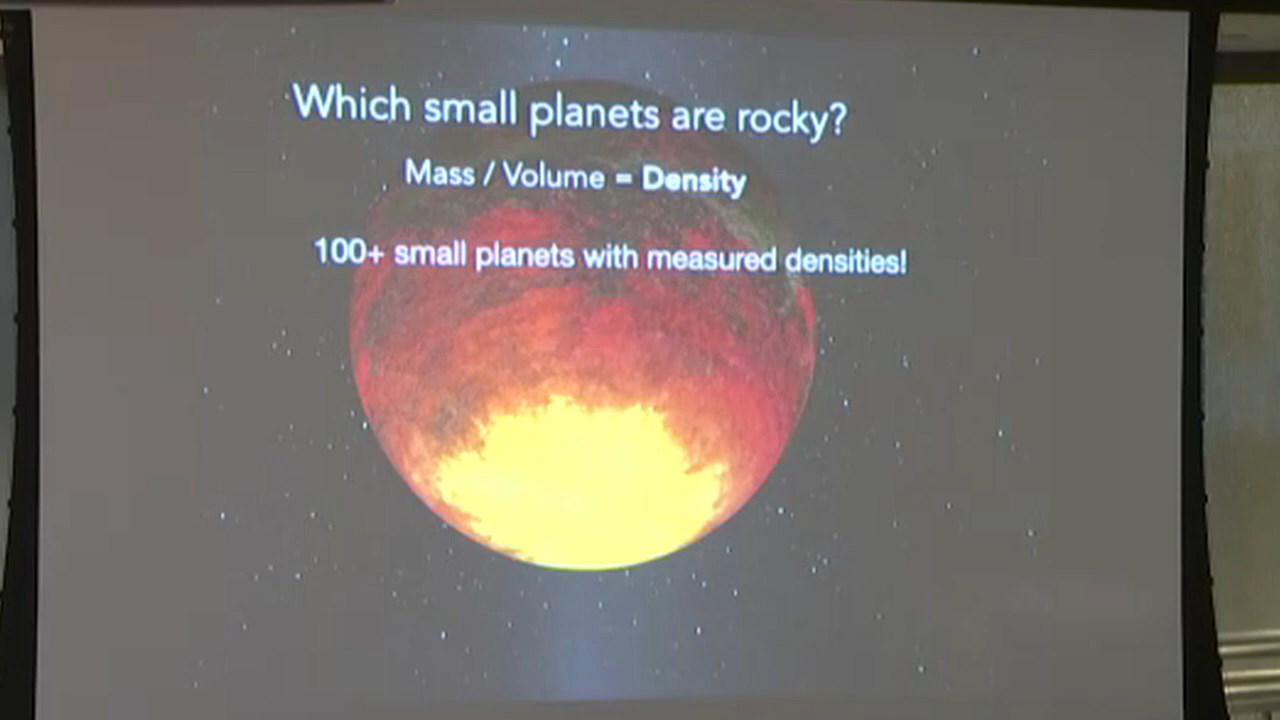 Which small planets are rocky?
Mass / Volume = Density
100+ small planets with measured densities!